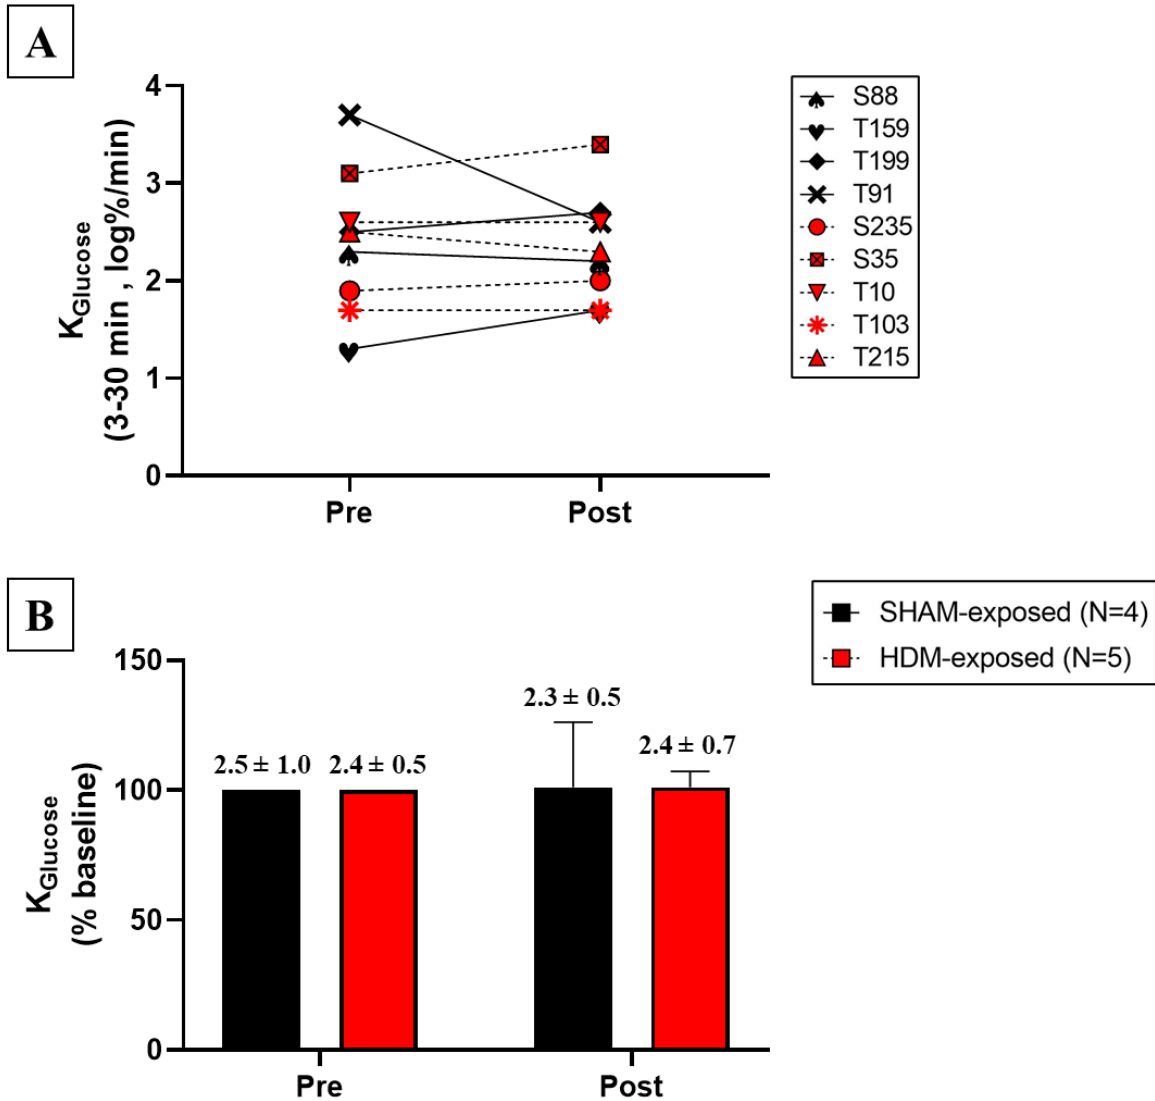 A
4
3
2
1
0
K Glucose
(3-30 min , log%/min)
Pre Post
S88
T159
T199
T91
S235
S35
T10
T103
T215
B
SHAM-exposed (N=4)
HDM-exposed (N=5)
150
100
50
0
K Glucose
(% baseline)
2.5 ± 1.0 2.4 ± 0.5
2.3 ± 0.5
2.4 ± 0.7
Pre Post